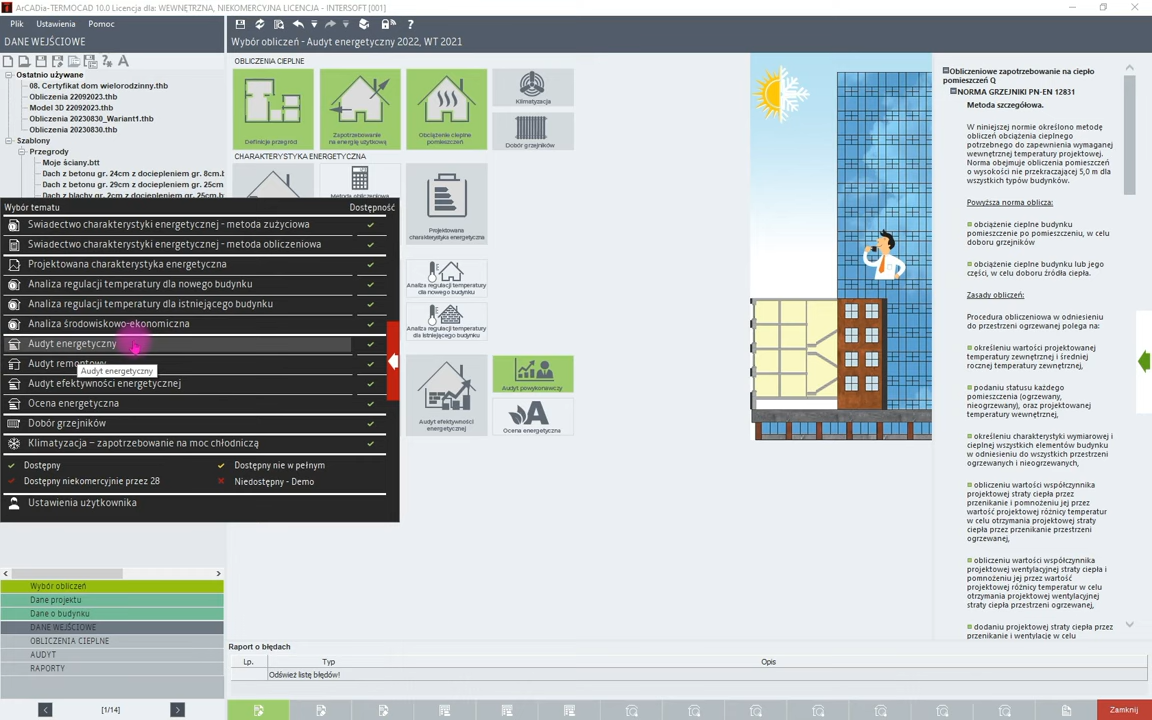 ArCADia-TERMOCAD 10.0 Licencja dla: WEWNĘTRZNA, NIEKOMERCYJNA LICENCJA - INTERSOFT [001]
Plik Ustawienia Pomoc
DANE WEJŚCIOWE
Wybór obliczeń - Audyt energetyczny 2022, WT 2021
Ostatnio używane
08. Certyfikat dom wielorodzinny.thb
Obliczenia 22092023.thb
Model 3D 22092023.thb
Obliczenia 20230830_Wariant1.thb
Obliczenia 20230830.thb
Szablony
Przegrody
Moje ściany.btt
Dach z betonu gr. 24cm z dociepleniem gr. 8cm.b
Dach z betonu gr. 29cm z dociepleniem gr. 25cm
Dach z blachy gr. 2cm z dociepleniem gr. 25cm.
Wybór tematu Dostępność
Świadectwo charakterystyki energetycznej - metoda zużyciowa
Świadectwo charakterystyki energetycznej - metoda obliczeniowa
Projektowana charakterystyka energetyczna
Analiza regulacji temperatury dla nowego budynku
Analiza regulacji temperatury dla istniejącego budynku
Analiza środowiskowo-ekonomiczna
Audyt energetyczny
Audyt remontowy
Audyt energetyczny
Audyt efektywności energetycznej
Ocena energetyczna
Dobór grzejników
Klimatyzacja – zapotrzebowanie na moc chłodniczą
Dostępny Dostępny nie w pełnym
Dostępny niekomercyjnie przez 28 Niedostępny - Demo
Ustawienia użytkownika
Wybór obliczeń
Dane projektu
Dane o budynku
DANE WEJŚCIOWE
OBLICZENIA CIEPLNE
AUDYT
RAPORTY
[1/14]
OBLICZENIA CIEPLNE
Definicje przegród
Zapotrzebowanie
na energię użytkową
Obciążenie cieplne
pomieszczeń
Klimatyzacja
Dobór grzejników
CHARAKTERYSTYKA ENERGETYCZNA
Metoda obliczeniowa
Projektowana
charakterystyka energetyczna
Analiza regulacji temperatury
dla nowego budynku
Analiza regulacji temperatury
dla istniejącego budynku
Audyt efektywności
energetycznej
Audyt powykonawczy
Ocena energetyczna
Obliczeniowe zapotrzebowanie na ciepło
pomieszczeń Q
NORMA GRZEJNIKI PN-EN 12831
Metoda szczegółowa.
W niniejszej normie określono metodę
obliczeń obciążenia cieplnego
potrzebnego do zapewnienia wymaganej
wewnętrznej temperatury projektowej.
Norma obejmuje obliczenia pomieszczeń
o wysokości nie przekraczającej 5,0 m dla
wszystkich typów budynków.
Powyższa norma oblicza:
obciążenie cieplne budynku
pomieszczenie po pomieszczeniu, w celu
doboru grzejników
obciążenie cieplne budynku lub jego
części, w celu doboru źródła ciepła.
Zasady obliczeń:
Procedura obliczeniowa w odniesieniu
do przestrzeni ogrzewanej polega na:
określeniu wartości projektowej
temperatury zewnętrznej i średniej
rocznej temperatury zewnętrznej,
podaniu statusu każdego
pomieszczenia (ogrzewany,
nieogrzewany), oraz projektowanej
temperatury wewnętrznej,
określeniu charakterystyki wymiarowej i
cieplnej wszystkich elementów budynku
w odniesieniu do wszystkich przestrzeni
ogrzewanych i nieogrzewanych,
obliczeniu wartości współczynnika
projektowej straty ciepła przez
przenikanie i pomnożeniu jej przez
wartość projektowej różnicy temperatur
w celu otrzymania projektowej straty
ciepła przez przenikanie przestrzeni
ogrzewanej,
obliczeniu wartości współczynnika
projektowej wentylacyjnej straty ciepła i
pomnożeniu jej przez wartość
projektowej różnicy temperatur w celu
otrzymania projektowej wentylacyjnej
straty ciepła przestrzeni ogrzewanej,
dodaniu projektowej straty ciepła przez
przenikanie i wentylację w celu
Raport o błędach
Lp. Typ Opis
Odśwież listę błędów!
Zamknij